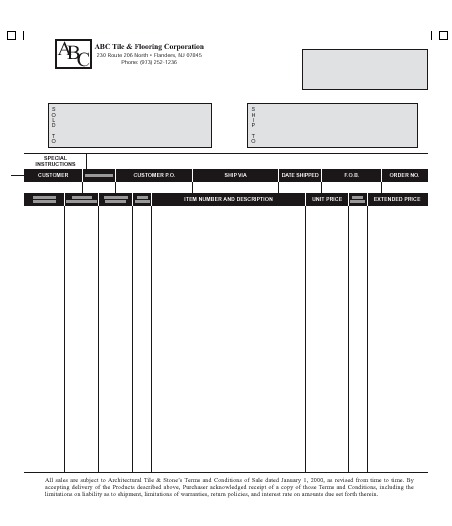 ABC
ABC Tile & Flooring Corporation
230 Route 206 North • Flanders, NJ 07845
Phone: (973) 252-1236
SOLD TO
SHIP TO
SPECIAL
INSTRUCTIONS
CUSTOMER CUSTOMER P.O. SHIP VIA DATE SHIPPED F.O.B. ORDER NO.
ITEM NUMBER AND DESCRIPTION UNIT PRICE EXTENDED PRICE
All sales are subject to Architectural Tile & Stone's Terms and Conditions of Sale dated January 1, 2000, as revised from time to time. By
accepting delivery of the Products described above, Purchaser acknowledged receipt of a copy of those Terms and Conditions, including the
limitations on liability as to shipment, limitations of warranties, return policies, and interest rate on amounts due set forth therein.